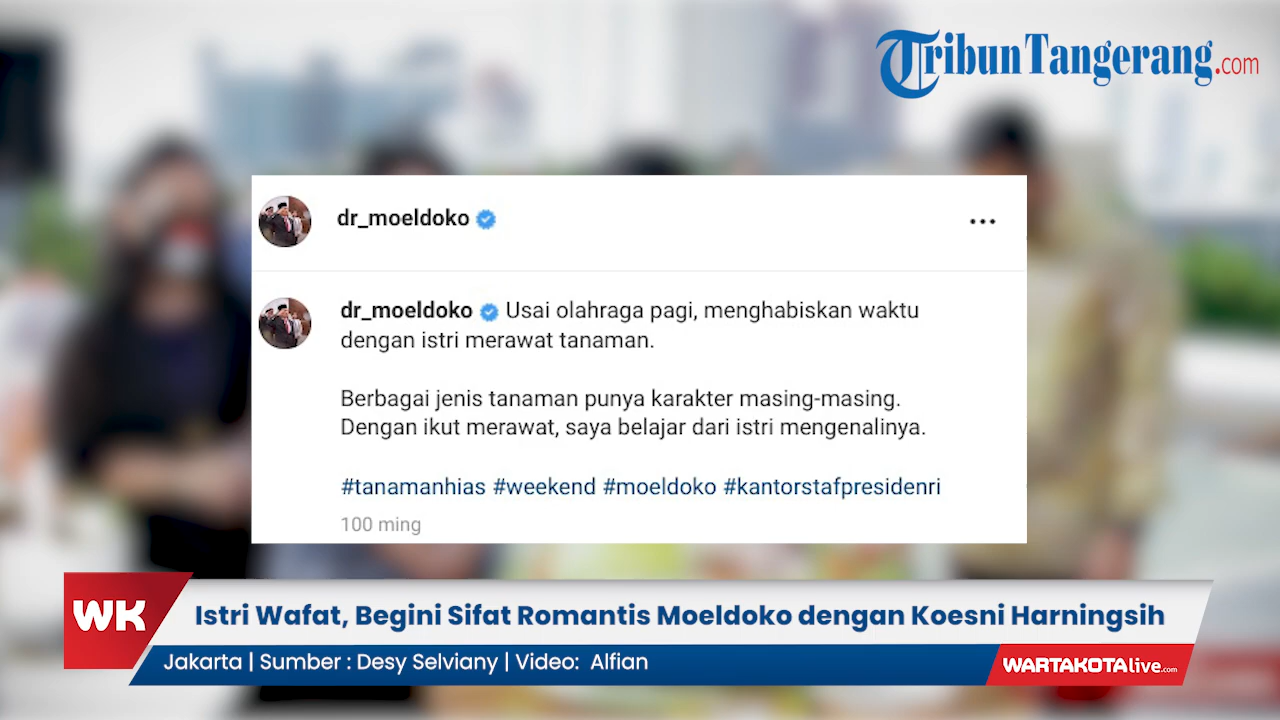 TribunTangerang.com
dr_moeldoko
dr_moeldoko Usai olahraga pagi, menghabiskan waktu
dengan istri merawat tanaman.
Berbagai jenis tanaman punya karakter masing-masing.
Dengan ikut merawat, saya belajar dari istri mengenalinya.
#tanamanhias #weekend #moeldoko #kantorstafpresidenri
100 ming
WK
Istri Wafat, Begini Sifat Romantis Moeldoko dengan Koesni Harningsih
Jakarta | Sumber : Desy Selviany | Video: Alfian
WARTAKOTAlive.com